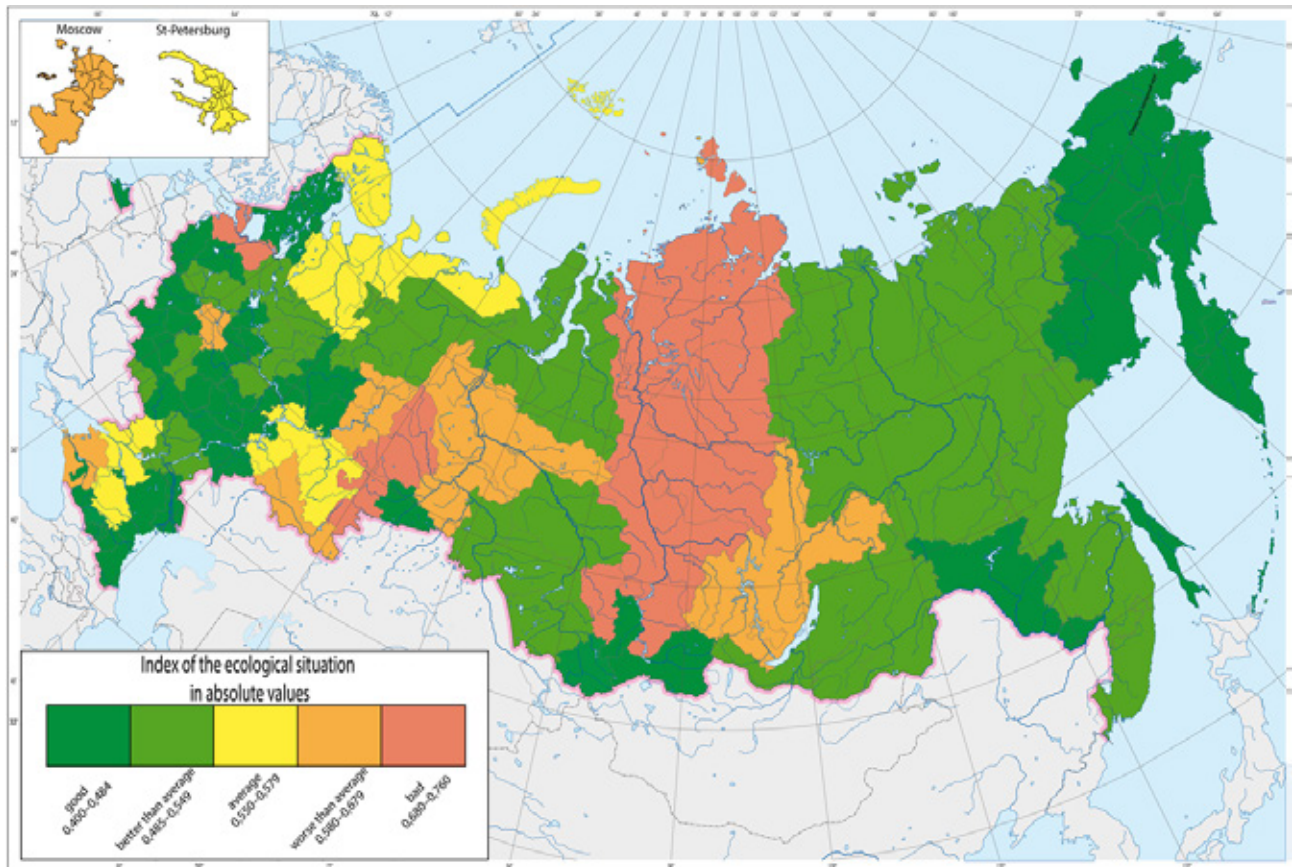 Moscow
St-Petersburg
Index of the ecological situation
in absolute values
good
0,400–0,484
better than average
0,485–0,549
average
0,550–0,579
worse than average
0,580–0,679
bad
0,680–0,760